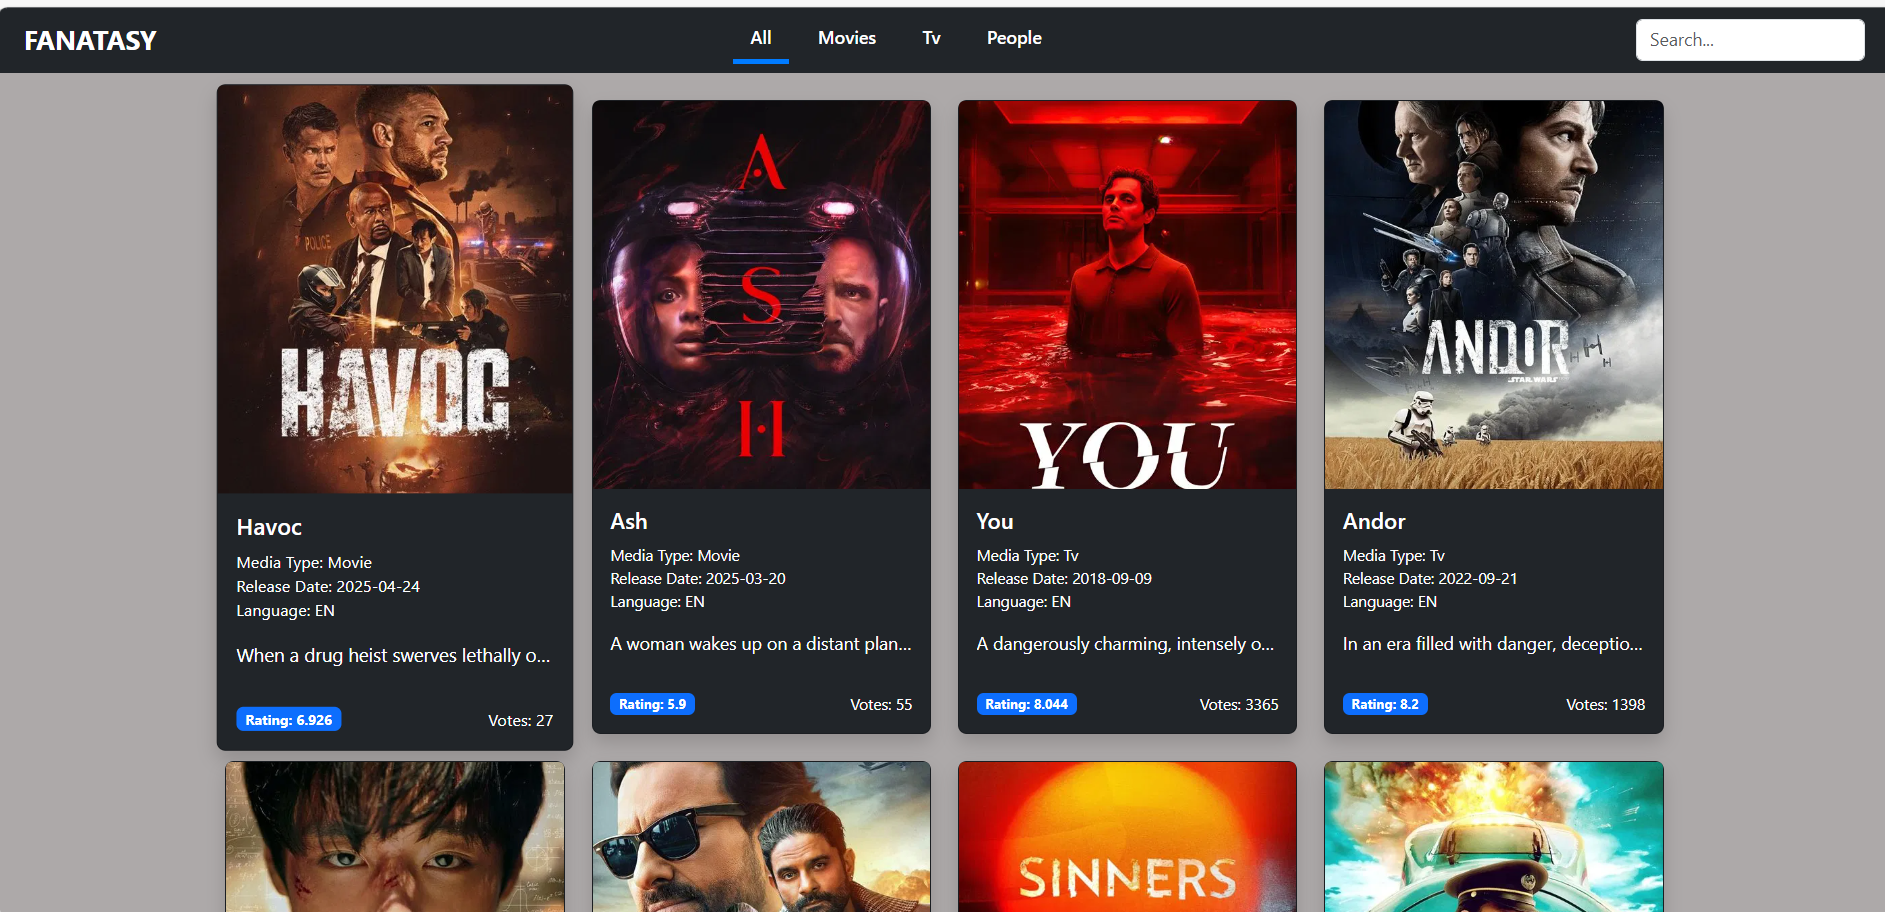 FANATASY
All
Movies
Tv
People
Search...
POLICE
HAVOC
Havoc
Media Type: Movie
Release Date: 2025-04-24
Language: EN
When a drug heist swerves lethally o...
Rating: 6.926
Votes: 27
A
S
H
Ash
Media Type: Movie
Release Date: 2025-03-20
Language: EN
A woman wakes up on a distant plan...
Rating: 5.9
Votes: 55
YOU
You
Media Type: Tv
Release Date: 2018-09-09
Language: EN
A dangerously charming, intensely o...
Rating: 8.044
Votes: 3365
ANDOR
STAR WARS
Andor
Media Type: Tv
Release Date: 2022-09-21
Language: EN
In an era filled with danger, deceptio...
Rating: 8.2
Votes: 1398
SINNERS